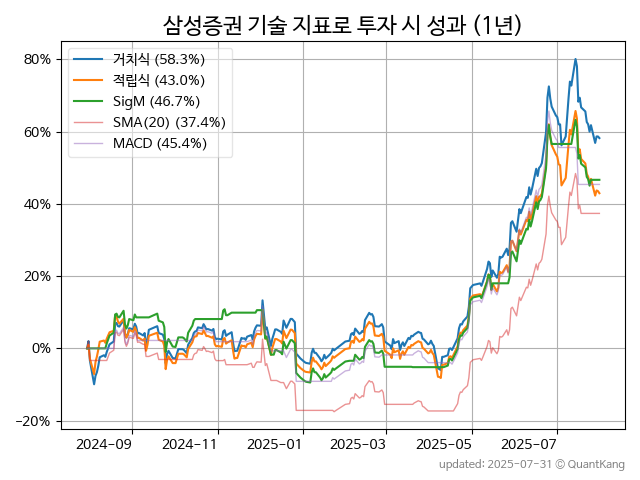 삼성증권 기술 지표로 투자 시 성과 (1년)
거치식 (58.3%)
적립식 (43.0%)
SigM (46.7%)
SMA(20) (37.4%)
MACD (45.4%)
80%
60%
40%
20%
0%
−20%
2024-09 2024-11 2025-01 2025-03 2025-05 2025-07
updated: 2025-07-31 © QuantKang